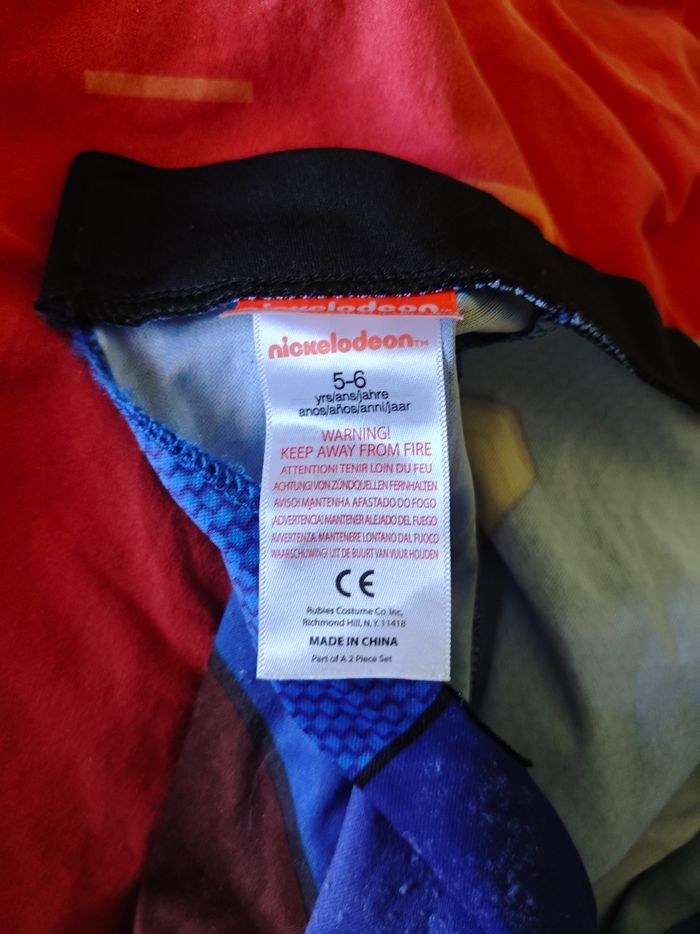 nickelodeon
nickelodeon™
5-6
yrs/ans/jahre
anos/años/anni/jaar
WARNING!
KEEP AWAY FROM FIRE
ATTENTION! TENIR LOIN DU FEU
ACHTUNG! VON ZÜNDQUELLEN FERNHALTEN
AVISO! MANTENHA AFASTADO DO FOGO
¡ADVERTENCIA! MANTENER ALEJADO DEL FUEGO
AVVERTENZA. MANTENERE LONTANO DAL FUOCO
WAARSCHUWING! UIT DE BUURT VAN VUUR HOUDEN
CE
Rubies Costume Co. Inc,
Richmond Hill, N.Y. 11418
MADE IN CHINA
Part of A 2 Piece Set